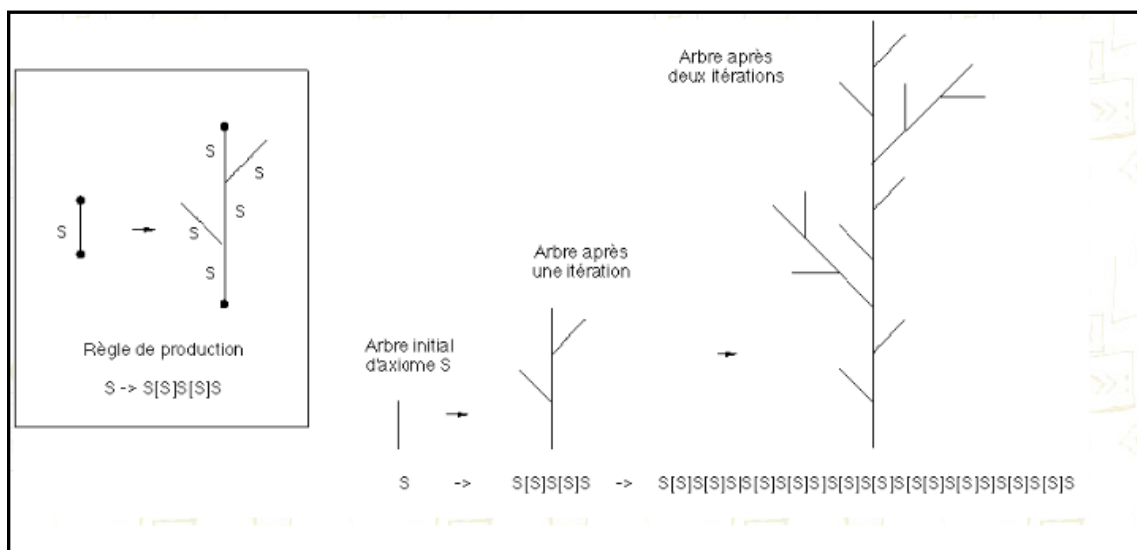 S
S
S
S
S
S
Règle de production
S -> S[S]S[S]S
Arbre initial
d'axiome S
Arbre après
une itération
Arbre après
deux itérations
S -> S[S]S[S]S -> S[S]S[S]S[S[S]S[S]S]S[S]S[S]S[S[S]S[S]S]S[S]S[S]S